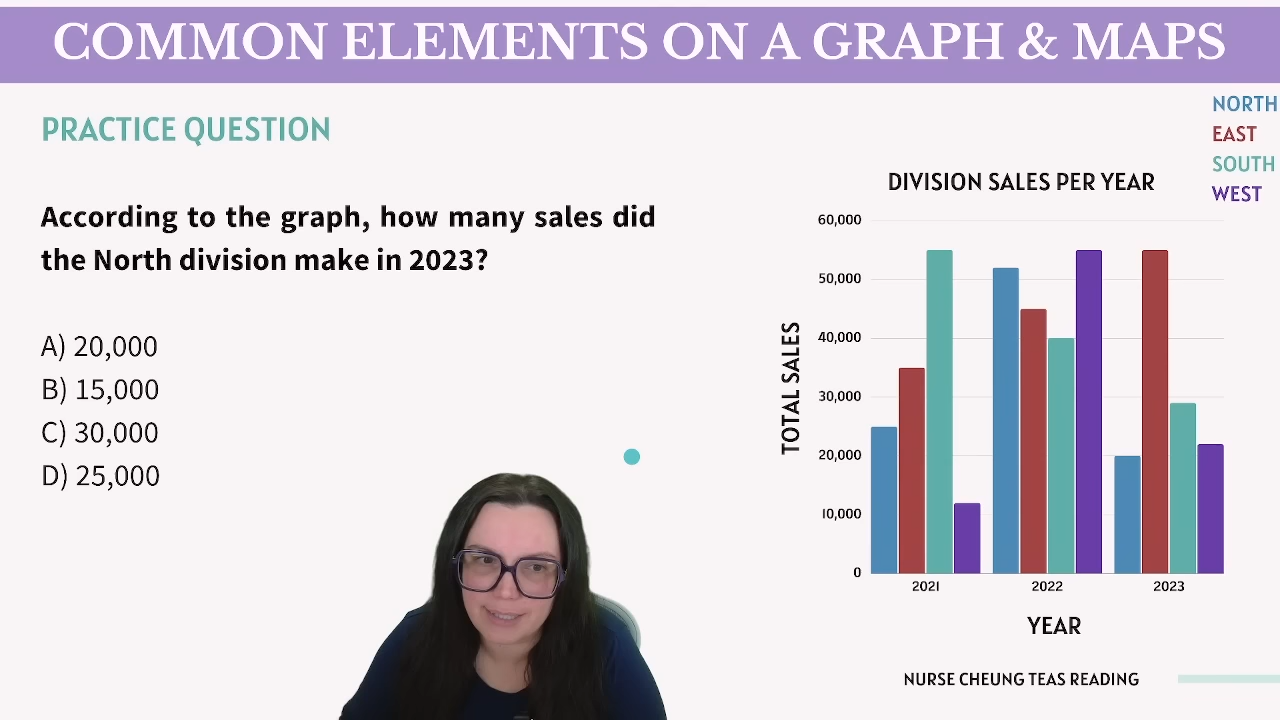 COMMON ELEMENTS ON A GRAPH & MAPS
PRACTICE QUESTION
According to the graph, how many sales did
the North division make in 2023?
A) 20,000
B) 15,000
C) 30,000
D) 25,000
NORTH
EAST
SOUTH
WEST
DIVISION SALES PER YEAR
TOTAL SALES
60,000
50,000
40,000
30,000
20,000
10,000
0
2021
2022
2023
YEAR
NURSE CHEUNG TEAS READING